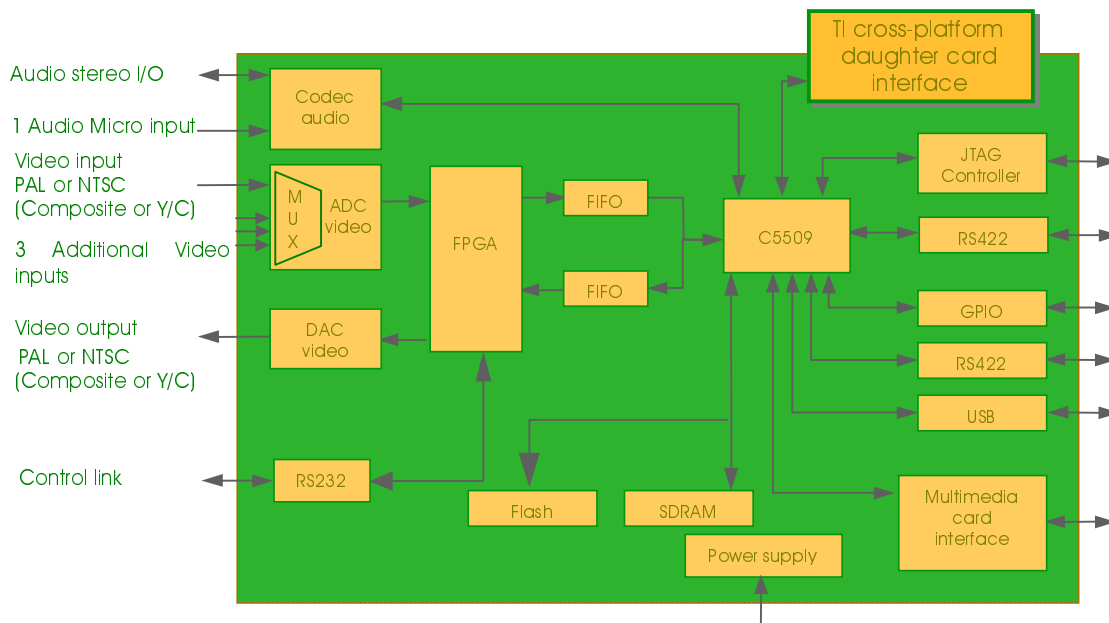 TI cross-platform
daughter card
interface
Audio stereo I/O
Codec
audio
1 Audio Micro input
Video input
PAL or NTSC
(Composite or Y/C)
3 Additional Video
inputs
M
U
X
ADC
video
FPGA
FIFO
FIFO
C5509
JTAG
Controller
RS422
GPIO
RS422
USB
Multimedia
card
interface
Video output
PAL or NTSC
(Composite or Y/C)
DAC
video
Control link
RS232
Flash
SDRAM
Power supply